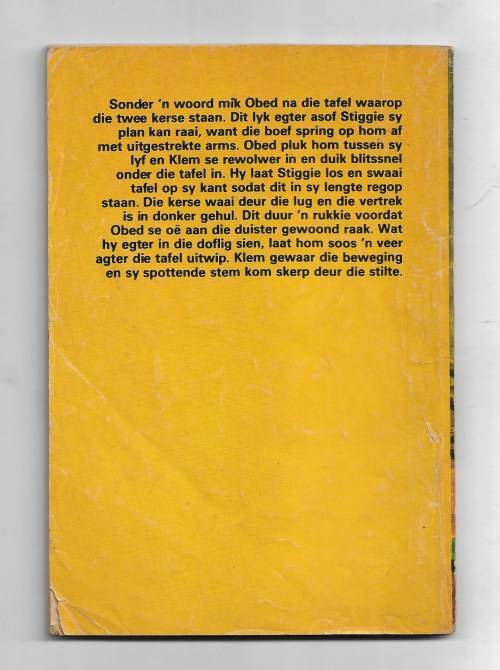 Sonder 'n woord mik Obed na die tafel waarop
die twee kerse staan. Dit lyk egter asof Stiggie sy
plan kan raai, want die boef spring op hom af
met uitgestrekte arms. Obed pluk hom tussen sy
lyf en Klem se rewolwer in en duik blitssnel
onder die tafel in. Hy laat Stiggie los en swaai
tafel op sy kant sodat dit in sy lengte regop
staan. Die kerse waai deur die lug en die vertrek
is in donker gehul. Dit duur 'n rukkie voordat
Obed se oë aan die duister gewoond raak. Wat
hy egter in die doflig sien, laat hom soos 'n veer
agter die tafel uitwip. Klem gewaar die beweging
en sy spottende stem kom skerp deur die stilte.